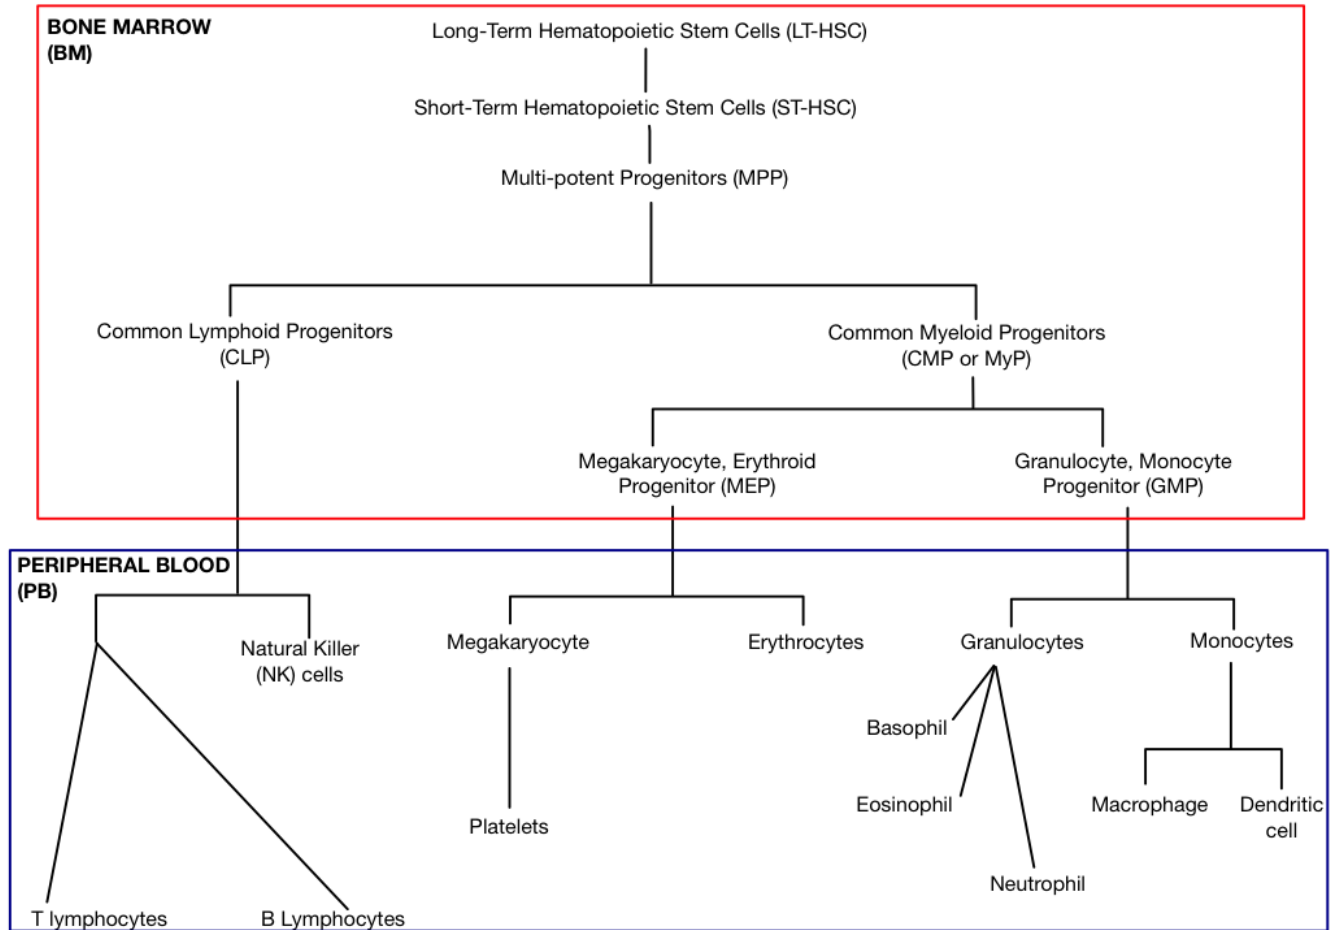 BONE MARROW
(BM)
Long-Term Hematopoietic Stem Cells (LT-HSC)
Short-Term Hematopoietic Stem Cells (ST-HSC)
Multi-potent Progenitors (MPP)
Common Lymphoid Progenitors
(CLP)
Common Myeloid Progenitors
(CMP or MyP)
Megakaryocyte, Erythroid
Progenitor (MEP)
Granulocyte, Monocyte
Progenitor (GMP)
PERIPHERAL BLOOD
(PB)
Natural Killer
(NK) cells
Megakaryocyte
Erythrocytes
Granulocytes
Monocytes
Basophil
Eosinophil
Macrophage
Dendritic
cell
Platelets
Neutrophil
T lymphocytes
B Lymphocytes